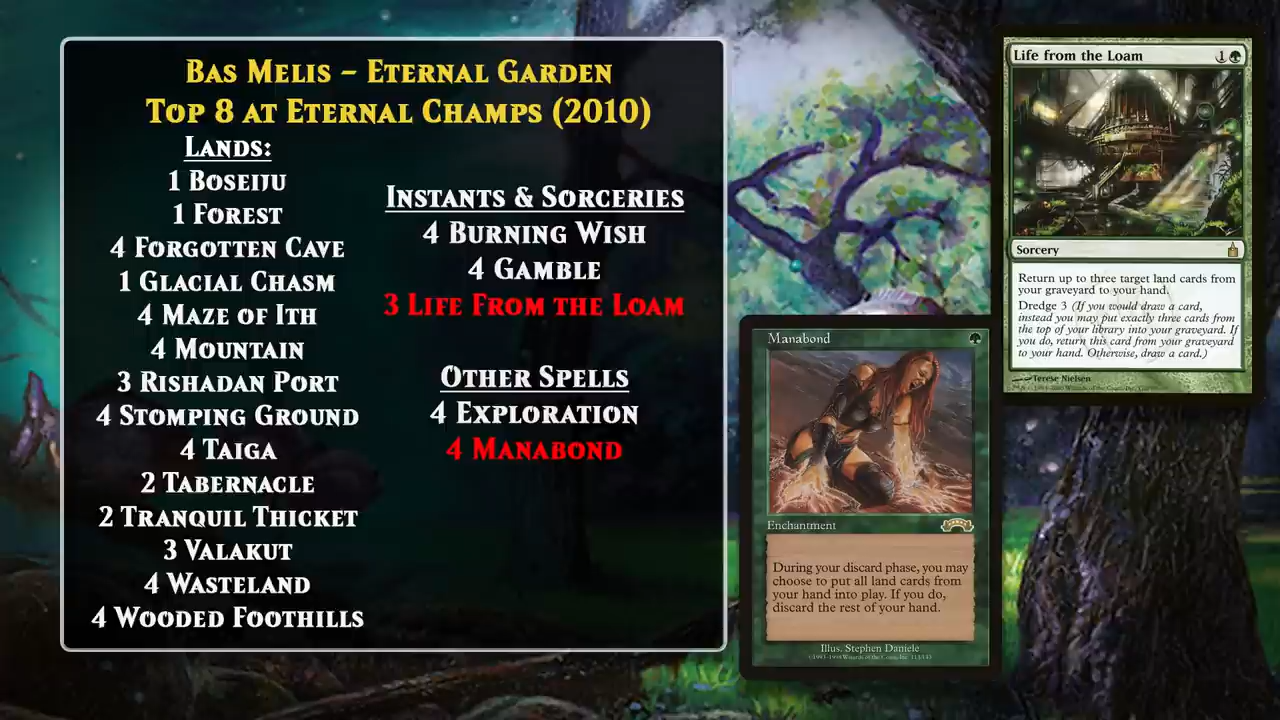 Bas Melis – Eternal Garden
Top 8 at Eternal Champs (2010)
Lands:
1 Boseiju
1 Forest
4 Forgotten Cave
1 Glacial Chasm
4 Maze of Ith
4 Mountain
3 Rishadan Port
4 Stomping Ground
4 Taiga
2 Tabernacle
2 Tranquil Thicket
3 Valakut
4 Wasteland
4 Wooded Foothills
Instants & Sorceries
4 Burning Wish
4 Gamble
3 Life From the Loam
Other Spells
4 Exploration
4 Manabond
Manabond
Enchantment
During your discard phase, you may
choose to put all land cards from
your hand into play. If you do,
discard the rest of your hand.
Illus. Stephen Daniele
Life from the Loam 1
Sorcery
Return up to three target land cards from
your graveyard to your hand.
Dredge 3 (If you would draw a card,
instead you may put exactly three cards from
the top of your library into your graveyard. If
you do, return this card from your graveyard
to your hand. Otherwise, draw a card.)
Terese Nielsen